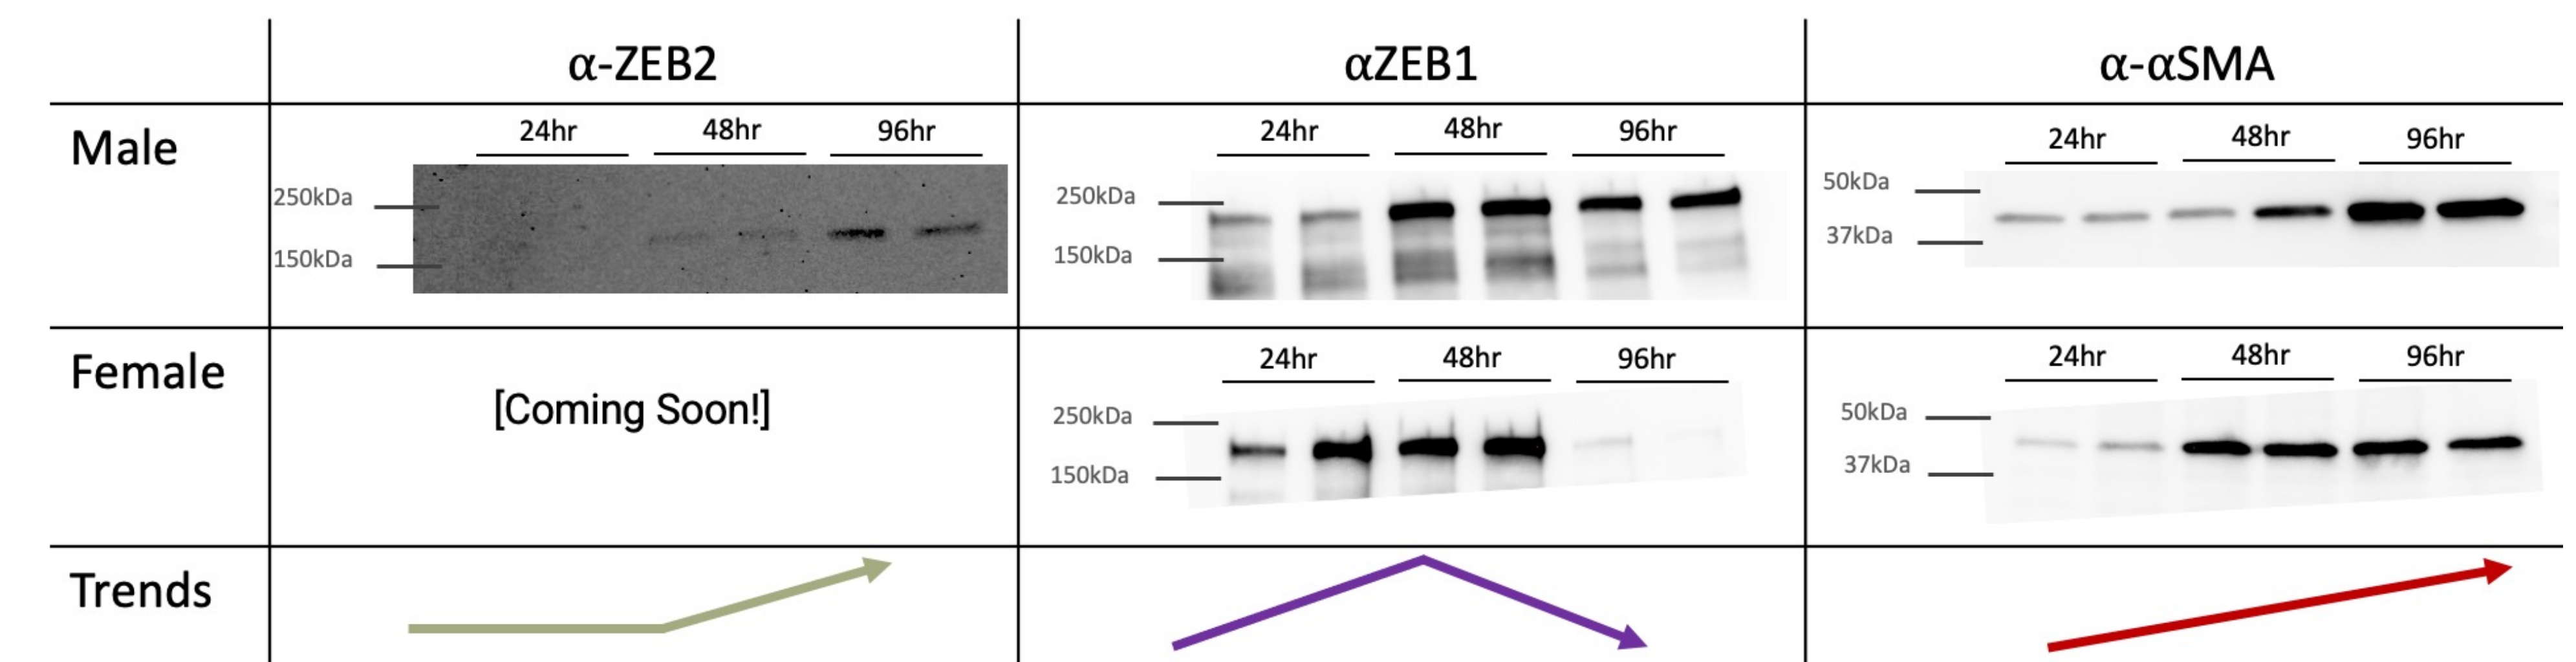 α-ZEB2
αZEB1
α-αSMA
Male
24hr 48hr 96hr
250kDa
150kDa
24hr 48hr 96hr
250kDa
150kDa
24hr 48hr 96hr
50kDa
37kDa
Female
[Coming Soon!]
24hr 48hr 96hr
250kDa
150kDa
24hr 48hr 96hr
50kDa
37kDa
Trends